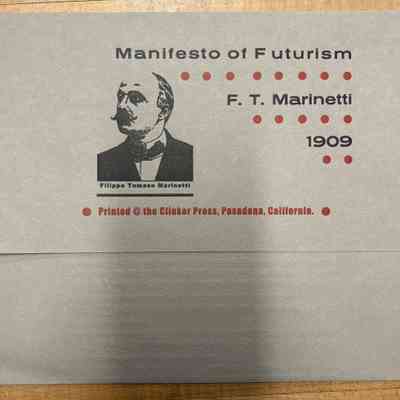 Manifesto of Futurism
F. T. Marinetti
1909
Filippo Tomaso Marinetti
Printed @ the Clinker Press, Pasadena, California.